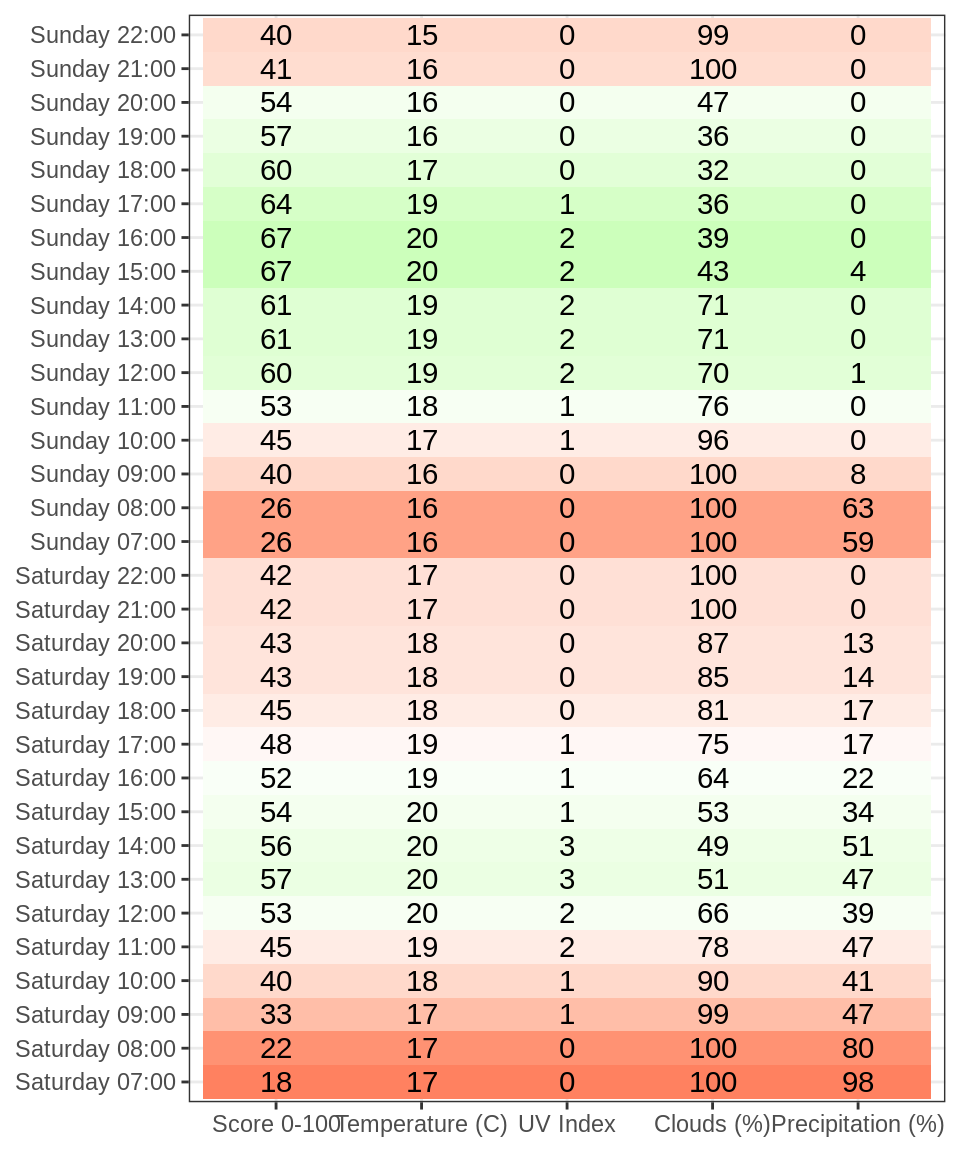 Sunday 22:00 40 15 0 99 0
Sunday 21:00 41 16 0 100 0
Sunday 20:00 54 16 0 47 0
Sunday 19:00 57 16 0 36 0
Sunday 18:00 60 17 0 32 0
Sunday 17:00 64 19 1 36 0
Sunday 16:00 67 20 2 39 0
Sunday 15:00 67 20 2 43 4
Sunday 14:00 61 19 2 71 0
Sunday 13:00 61 19 2 71 0
Sunday 12:00 60 19 2 70 1
Sunday 11:00 53 18 1 76 0
Sunday 10:00 45 17 1 96 0
Sunday 09:00 40 16 0 100 8
Sunday 08:00 26 16 0 100 63
Sunday 07:00 26 16 0 100 59
Saturday 22:00 42 17 0 100 0
Saturday 21:00 42 17 0 100 0
Saturday 20:00 43 18 0 87 13
Saturday 19:00 43 18 0 85 14
Saturday 18:00 45 18 0 81 17
Saturday 17:00 48 19 1 75 17
Saturday 16:00 52 19 1 64 22
Saturday 15:00 54 20 1 53 34
Saturday 14:00 56 20 3 49 51
Saturday 13:00 57 20 3 51 47
Saturday 12:00 53 20 2 66 39
Saturday 11:00 45 19 2 78 47
Saturday 10:00 40 18 1 90 41
Saturday 09:00 33 17 1 99 47
Saturday 08:00 22 17 0 100 80
Saturday 07:00 18 17 0 100 98
Score 0-100 Temperature (C) UV Index Clouds (%) Precipitation (%)